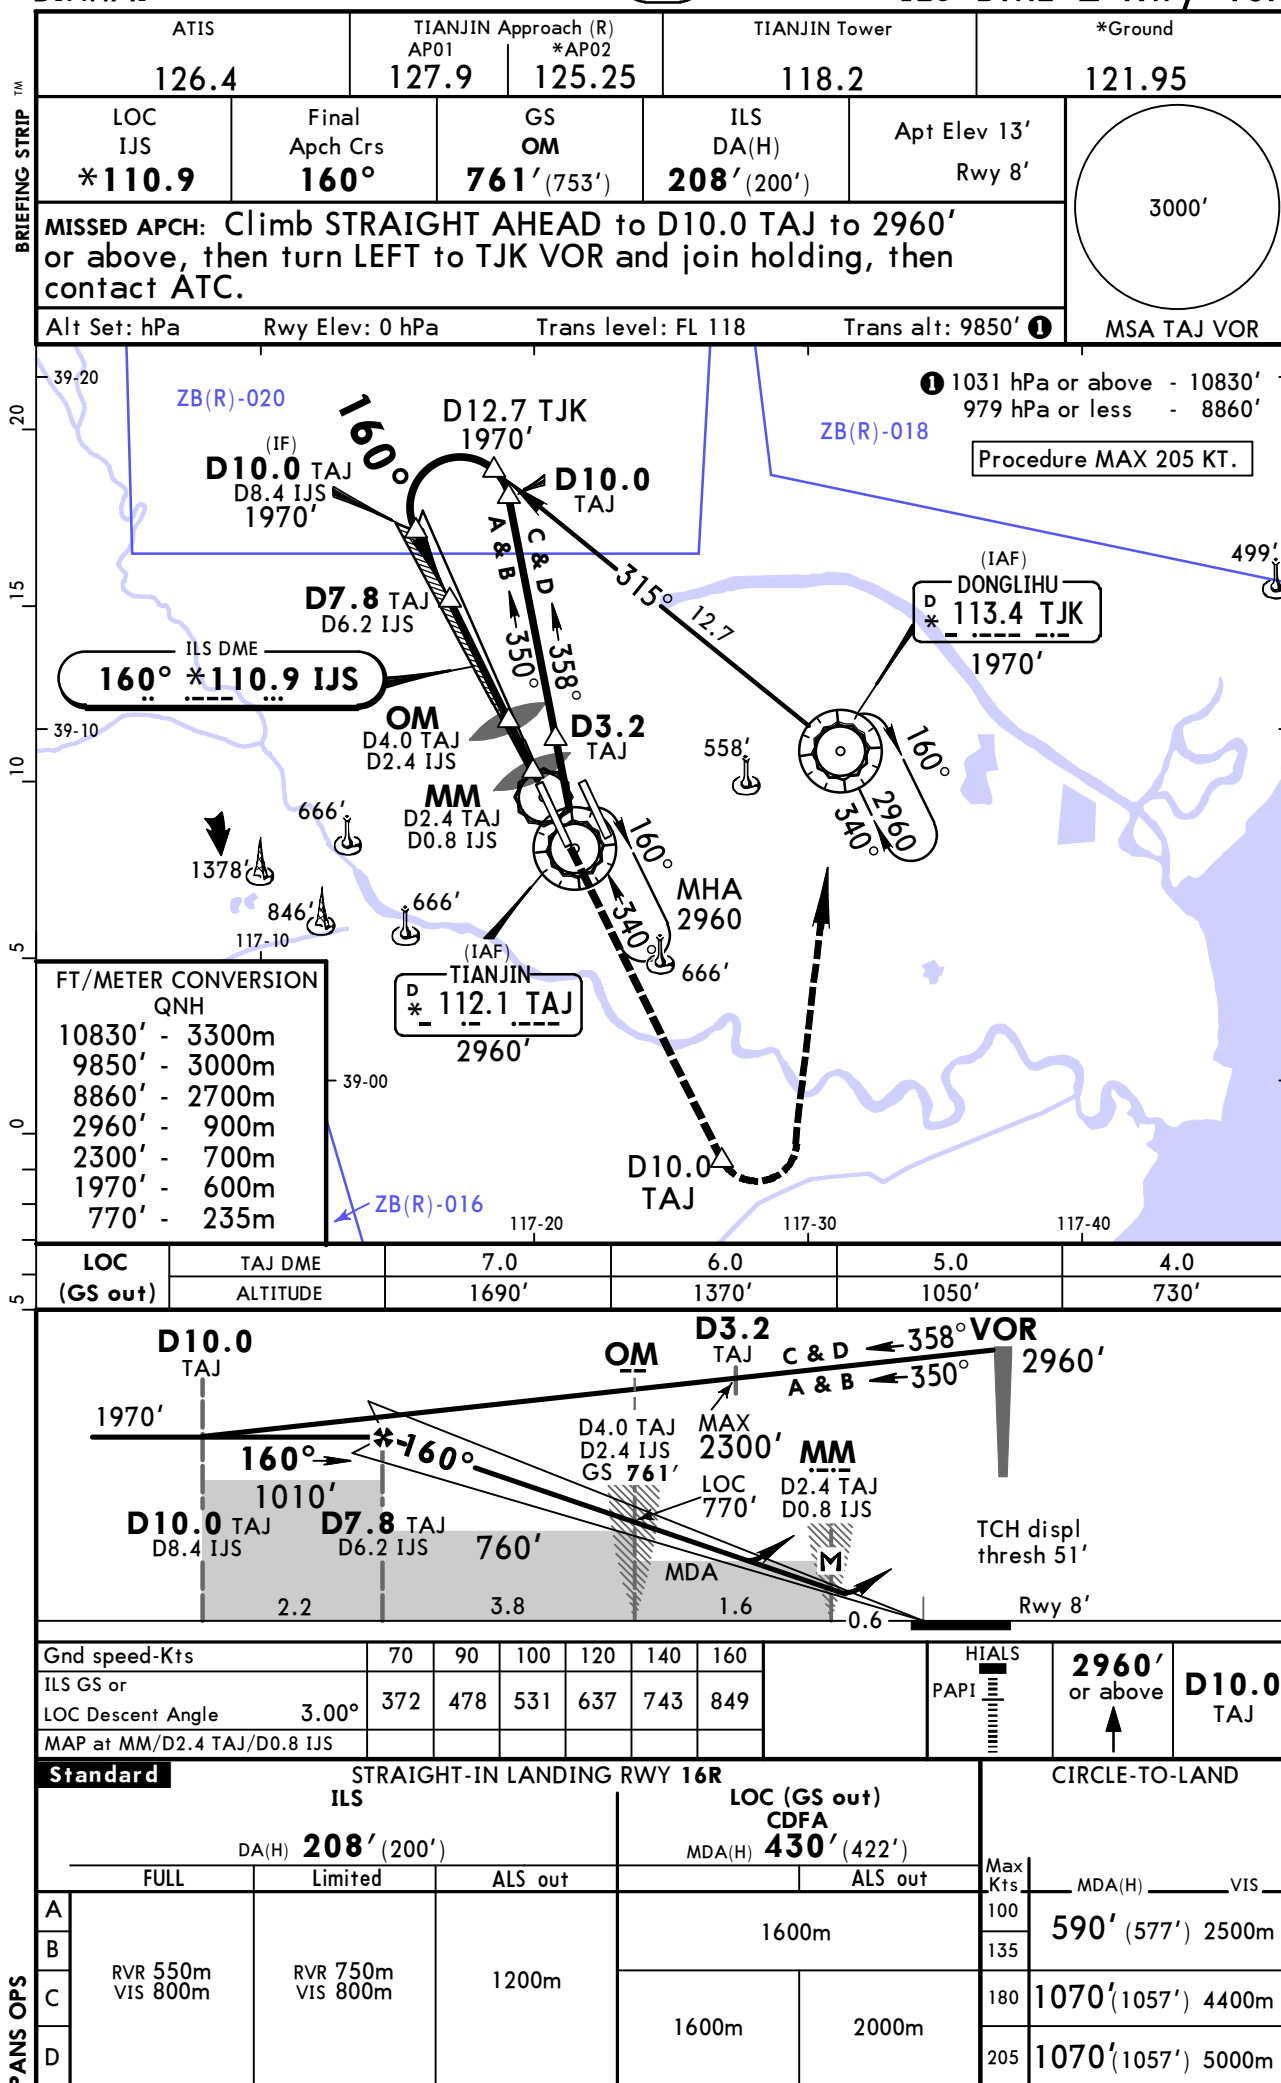 ATIS
126.4
TIANJIN Approach (R)
AP01
127.9
*AP02
125.25
TIANJIN Tower
118.2
*Ground
121.95
BRIEFING STRIP TM
LOC
IJS
*110.9
Final
Apch Crs
160°
GS
OM
761'(753')
ILS
DA(H)
208'(200')
Apt Elev 13'
Rwy 8'
3000'
MSA TAJ VOR
MISSED APCH: Climb STRAIGHT AHEAD to D10.0 TAJ to 2960'
or above, then turn LEFT to TJK VOR and join holding, then
contact ATC.
Alt Set: hPa Rwy Elev: 0 hPa Trans level: FL 118 Trans alt: 9850' 1
39-20
ZB(R)-020
1 1031 hPa or above - 10830'
979 hPa or less - 8860'
Procedure MAX 205 KT.
ZB(R)-018
160°
D12.7 TJK
1970'
(IF)
D10.0 TAJ
D8.4 IJS
1970'
D10.0
TAJ
A & B
C & D
350°
358°
315°
12.7
499'
(IAF)
DONGLIHU
D
* 113.4 TJK
1970'
D7.8 TAJ
D6.2 IJS
ILS DME
160° *110.9 IJS
OM
D4.0 TAJ
D2.4 IJS
D3.2
TAJ
39-10
558'
160°
2960
340°
MM
D2.4 TAJ
D0.8 IJS
666'
1378'
846'
666'
117-10
160°
340°
MHA
2960
666'
(IAF)
TIANJIN
D
* 112.1 TAJ
2960'
20
15
10
5
0
5
FT/METER CONVERSION
QNH
10830' - 3300m
9850' - 3000m
8860' - 2700m
2960' - 900m
2300' - 700m
1970' - 600m
770' - 235m
39-00
ZB(R)-016
D10.0
TAJ
117-20
117-30
117-40
LOC
(GS out)
TAJ DME 7.0 6.0 5.0 4.0
ALTITUDE 1690' 1370' 1050' 730'
D10.0
TAJ
1970'
OM
D3.2
TAJ
C & D 358°
A & B 350°
VOR
2960'
160°
160°
1010'
D10.0 TAJ
D8.4 IJS
D7.8 TAJ
D6.2 IJS
760'
D4.0 TAJ
D2.4 IJS
GS 761'
MAX
2300'
LOC
770'
MM
D2.4 TAJ
D0.8 IJS
M
MDA
TCH displ
thresh 51'
Rwy 8'
2.2 3.8 1.6 0.6
Gnd speed-Kts 70 90 100 120 140 160
ILS GS or
LOC Descent Angle 3.00° 372 478 531 637 743 849
MAP at MM/D2.4 TAJ/D0.8 IJS
HIALS
PAPI
2960'
or above
D10.0
TAJ
Standard
STRAIGHT-IN LANDING RWY 16R
CIRCLE-TO-LAND
ILS
DA(H) 208'(200')
LOC (GS out)
CDFA
MDA(H) 430'(422')
FULL Limited ALS out
ALS out
Max
Kts
MDA(H) VIS
A
B
C
D
RVR 550m
VIS 800m
RVR 750m
VIS 800m
1200m
1600m
1600m
2000m
100
135
590' (577') 2500m
180 1070'(1057') 4400m
205 1070'(1057') 5000m
PANS OPS